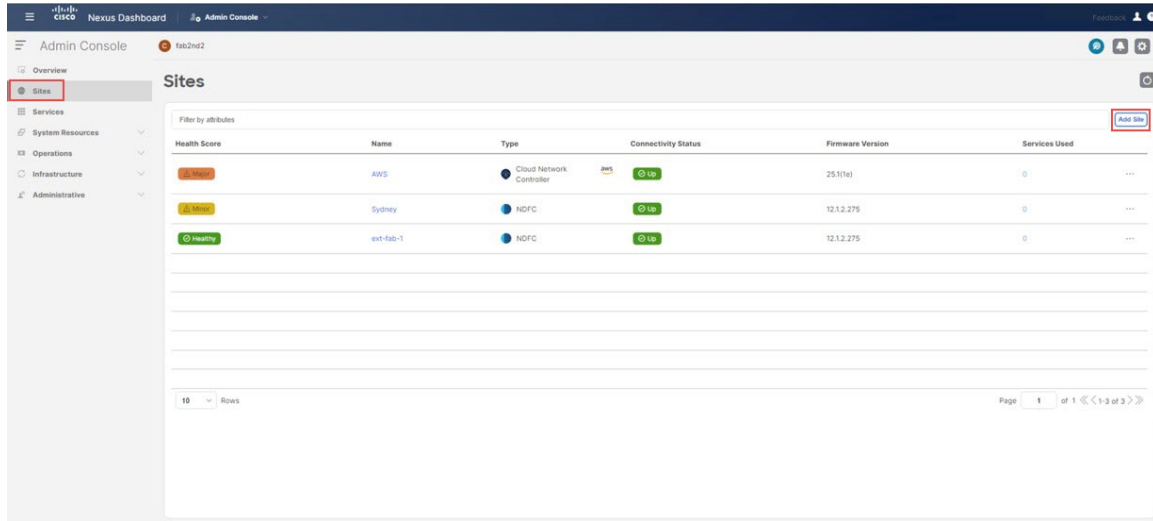 cisco Nexus Dashboard Admin Console Feedback
Admin Console C fab2nd2
Overview
Sites
Sites
Services
System Resources
Operations
Infrastructure
Administrative
Filter by attributes Add Site
Health Score Name Type Connectivity Status Firmware Version Services Used
Major AWS Cloud Network Controller aws Up 25.1(1e) 0
Minor Sydney NDFC Up 12.1.2.275 0
Healthy ext-fab-1 NDFC Up 12.1.2.275 0
10 Rows Page 1 of 1 1-3 of 3